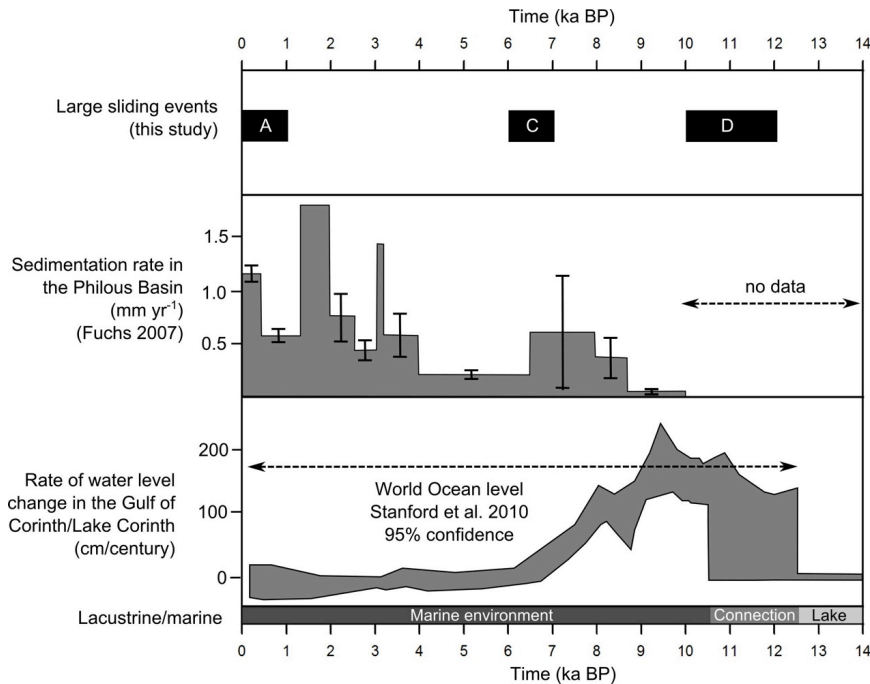 Time (ka BP)
0 1 2 3 4 5 6 7 8 9 10 11 12 13 14
Large sliding events
(this study)
A
C
D
1.5
1.0
0.5
Sedimentation rate in
the Philous Basin
(mm yr-1)
(Fuchs 2007)
no data
200
100
0
Rate of water level
change in the Gulf of
Corinth/Lake Corinth
(cm/century)
World Ocean level
Stanford et al. 2010
95% confidence
Lacustrine/marine
Marine environment
Connection
Lake
0 1 2 3 4 5 6 7 8 9 10 11 12 13 14
Time (ka BP)